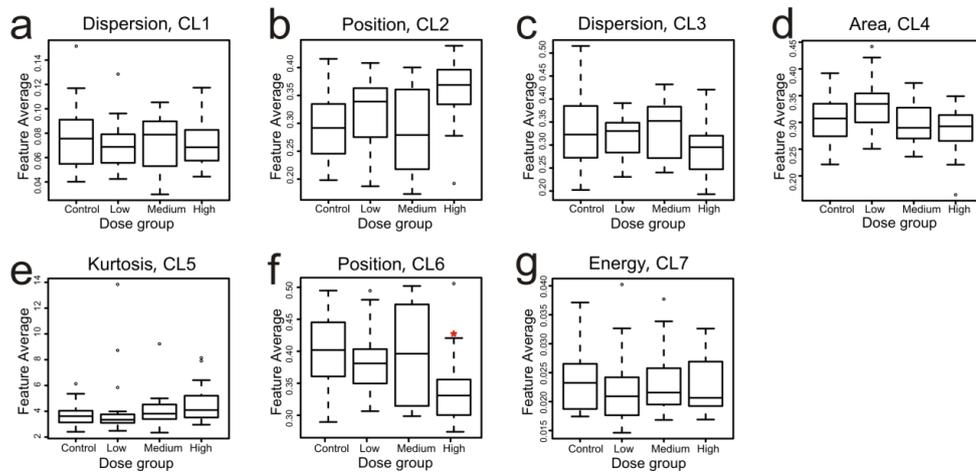 a
Dispersion, CL1
Feature Average
0.14
0.12
0.10
0.08
0.06
0.04
Control Low Medium High
Dose group
b
Position, CL2
Feature Average
0.40
0.35
0.30
0.25
0.20
Control Low Medium High
Dose group
c
Dispersion, CL3
Feature Average
0.50
0.45
0.40
0.35
0.30
0.25
0.20
Control Low Medium High
Dose group
d
Area, CL4
Feature Average
0.45
0.40
0.35
0.30
0.25
0.20
Control Low Medium High
Dose group
e
Kurtosis, CL5
Feature Average
14
12
10
8
6
4
2
Control Low Medium High
Dose group
f
Position, CL6
Feature Average
0.50
0.45
0.40
0.35
0.30
*
Control Low Medium High
Dose group
g
Energy, CL7
Feature Average
0.040
0.035
0.030
0.025
0.020
0.015
Control Low Medium High
Dose group